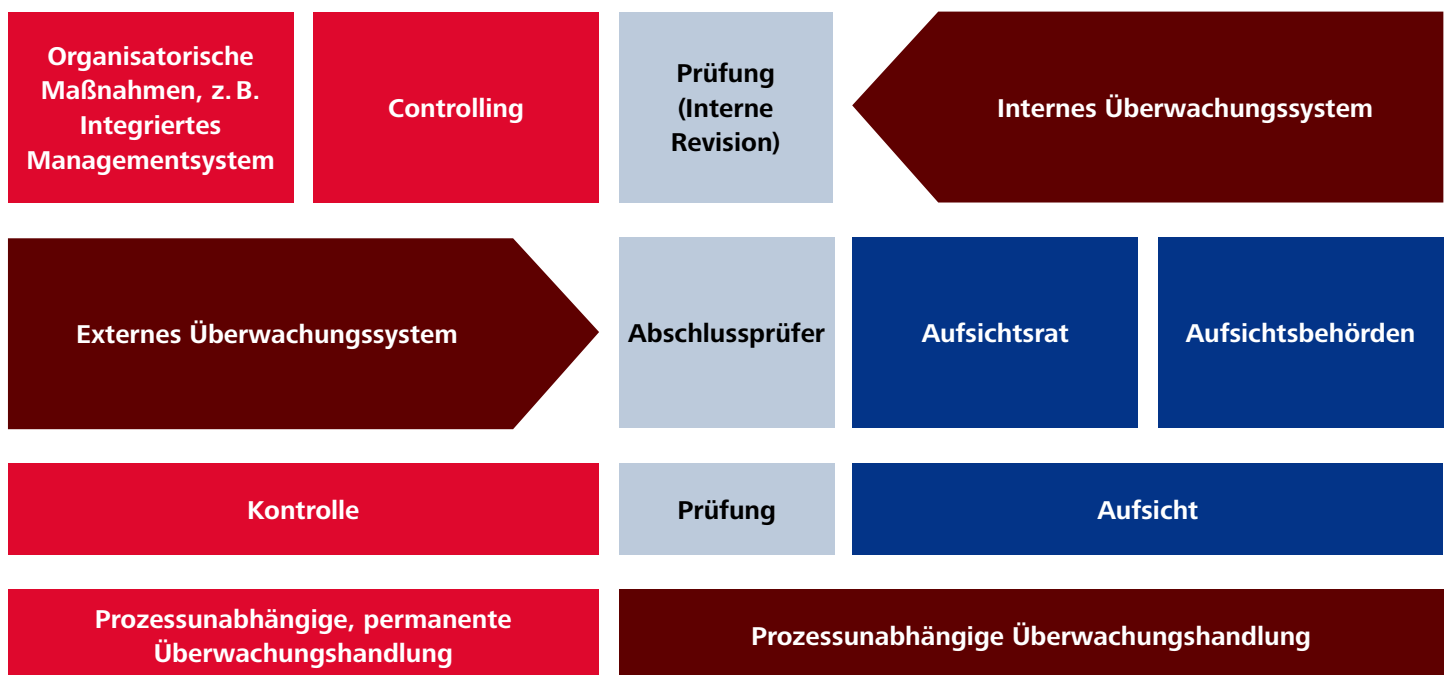 Organisatorische
Maßnahmen, z. B.
Integriertes
Managementsystem
Controlling
Prüfung
(Interne
Revision)
Internes Überwachungssystem
Externes Überwachungssystem
Abschlussprüfer
Aufsichtsrat
Aufsichtsbehörden
Kontrolle
Prüfung
Aufsicht
Prozessunabhängige, permanente
Überwachungshandlung
Prozessunabhängige Überwachungshandlung